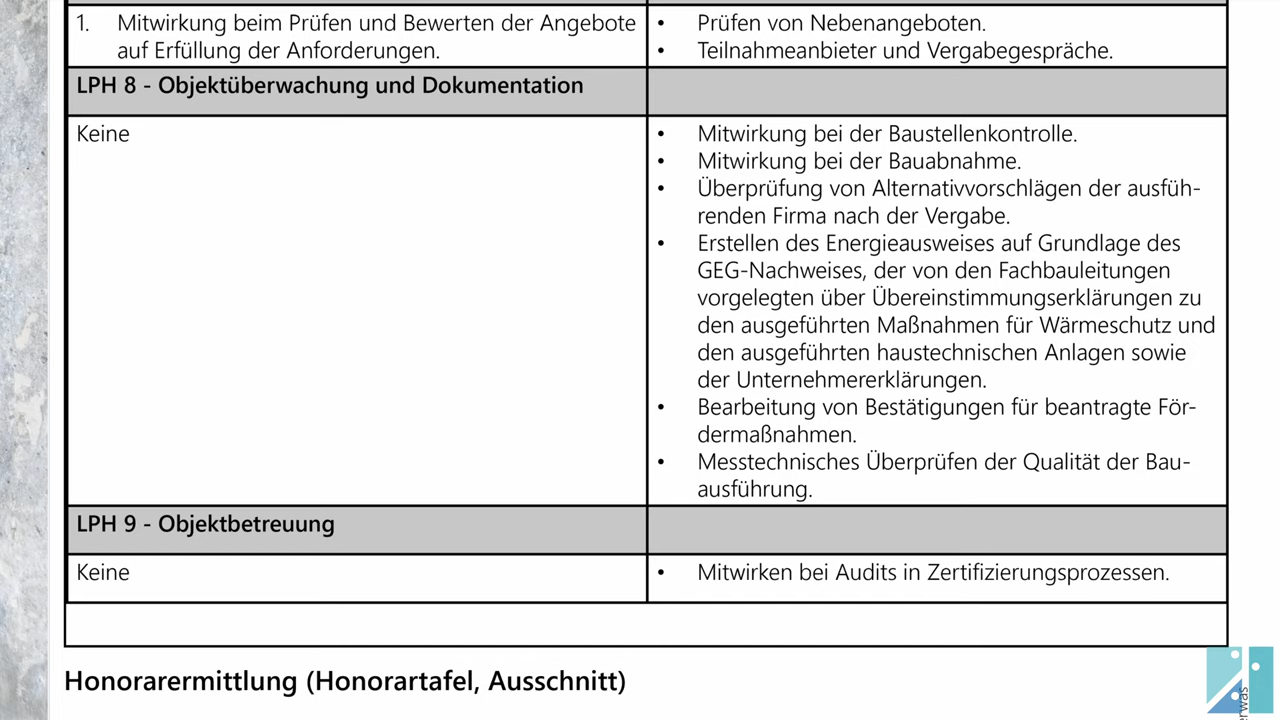 1. Mitwirkung beim Prüfen und Bewerten der Angebote
auf Erfüllung der Anforderungen.
• Prüfen von Nebenangeboten.
• Teilnahmeanbieter und Vergabegespräche.
LPH 8 - Objektüberwachung und Dokumentation
Keine
• Mitwirkung bei der Baustellenkontrolle.
• Mitwirkung bei der Bauabnahme.
• Überprüfung von Alternativvorschlägen der ausfüh-
renden Firma nach der Vergabe.
• Erstellen des Energieausweises auf Grundlage des
GEG-Nachweises, der von den Fachbauleitungen
vorgelegten über Übereinstimmungserklärungen zu
den ausgeführten Maßnahmen für Wärmeschutz und
den ausgeführten haustechnischen Anlagen sowie
der Unternehmererklärungen.
• Bearbeitung von Bestätigungen für beantragte För-
dermaßnahmen.
• Messtechnisches Überprüfen der Qualität der Bau-
ausführung.
LPH 9 - Objektbetreuung
Keine
• Mitwirken bei Audits in Zertifizierungsprozessen.
Honorarermittlung (Honorartafel, Ausschnitt)